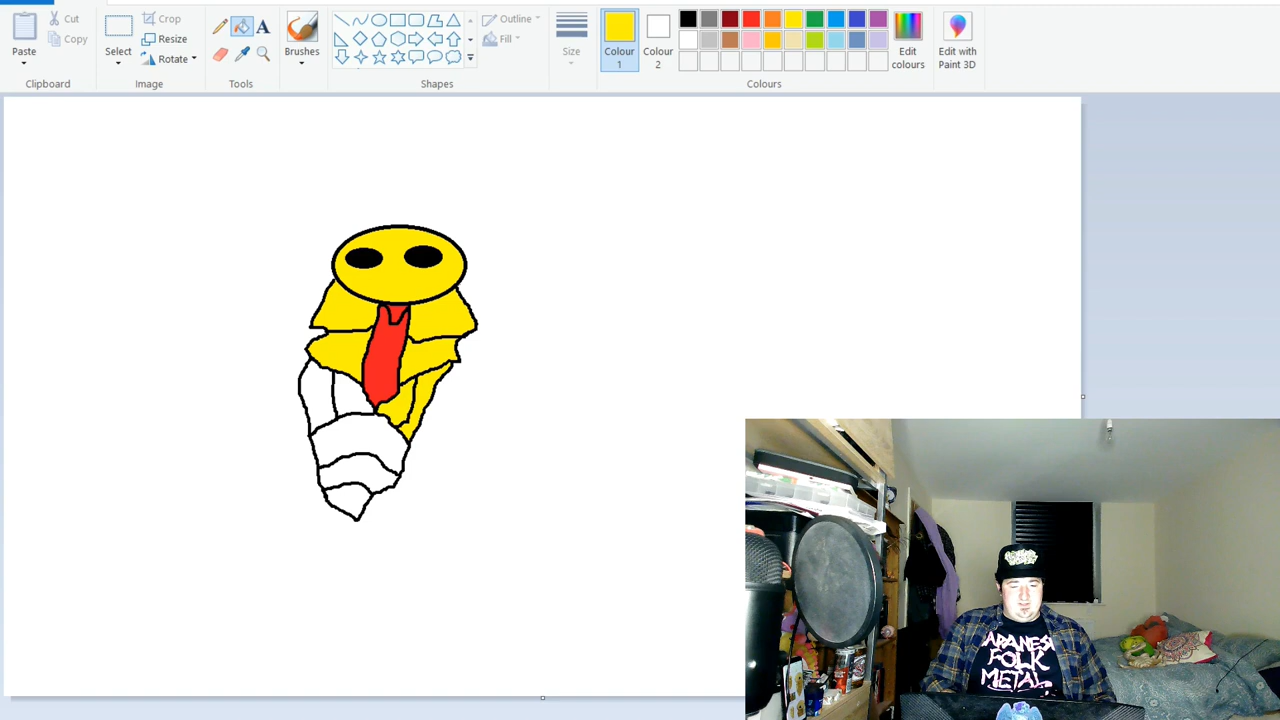 Paste
Clipboard
Cut
Copy
Select
Crop
Resize
Rotate
Image
Tools
Brushes
Shapes
Outline
Fill
Size
Colour
1
Colour
2
Edit
colours
Edit with
Paint 3D
Colours
A
JAPANESE
FOLK
METAL